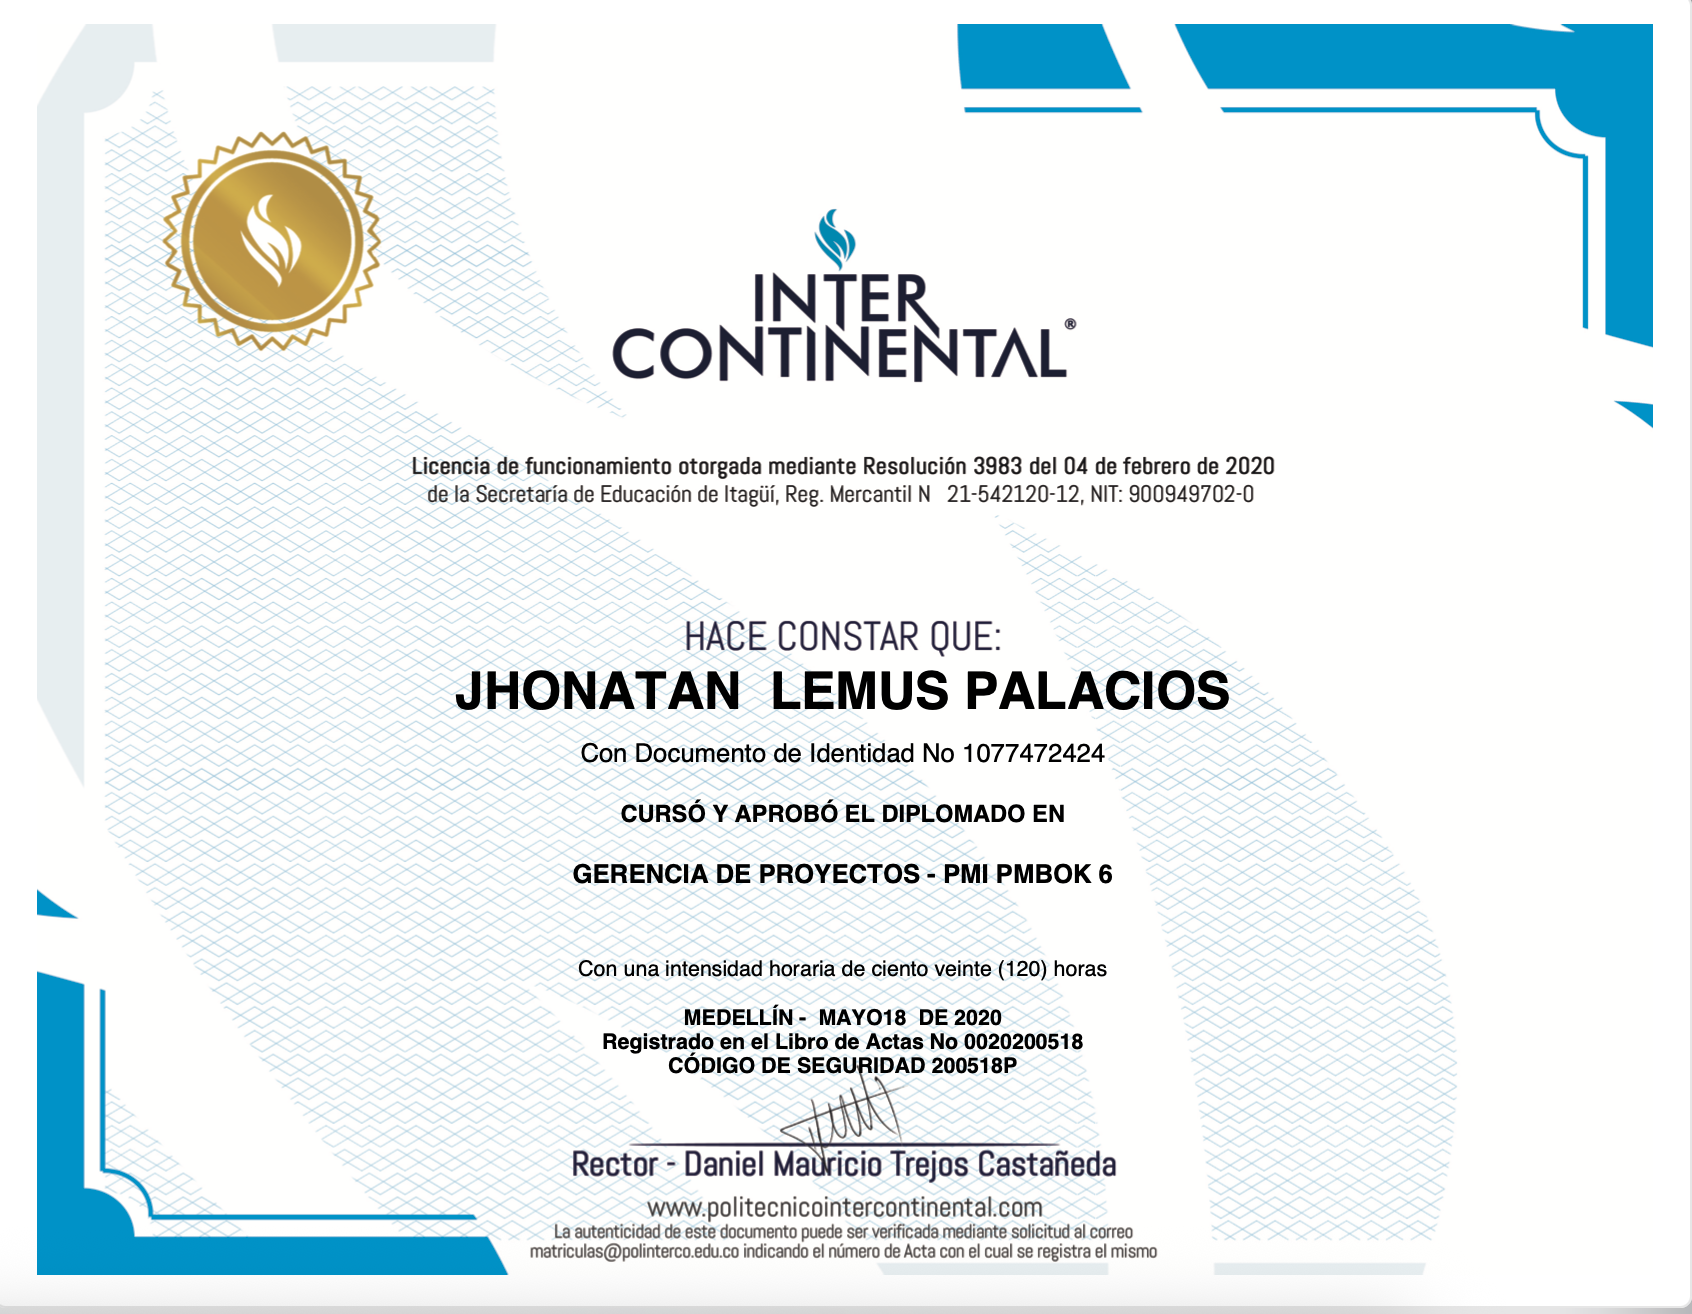 INTER
CONTINENTAL®
Licencia de funcionamiento otorgada mediante Resolución 3983 del 04 de febrero de 2020
de la Secretaría de Educación de Itagüí, Reg. Mercantil N 21-542120-12, NIT: 900949702-0
HACE CONSTAR QUE:
JHONATAN LEMUS PALACIOS
Con Documento de Identidad No 1077472424
CURSÓ Y APROBÓ EL DIPLOMADO EN
GERENCIA DE PROYECTOS - PMI PMBOK 6
Con una intensidad horaria de ciento veinte (120) horas
MEDELLÍN - MAYO18 DE 2020
Registrado en el Libro de Actas No 0020200518
CÓDIGO DE SEGURIDAD 200518P
Rector - Daniel Mauricio Trejos Castañeda
www.politecnicointercontinental.com
La autenticidad de este documento puede ser verificada mediante solicitud al correo
matriculas@polinterco.edu.co indicando el número de Acta con el cual se registra el mismo